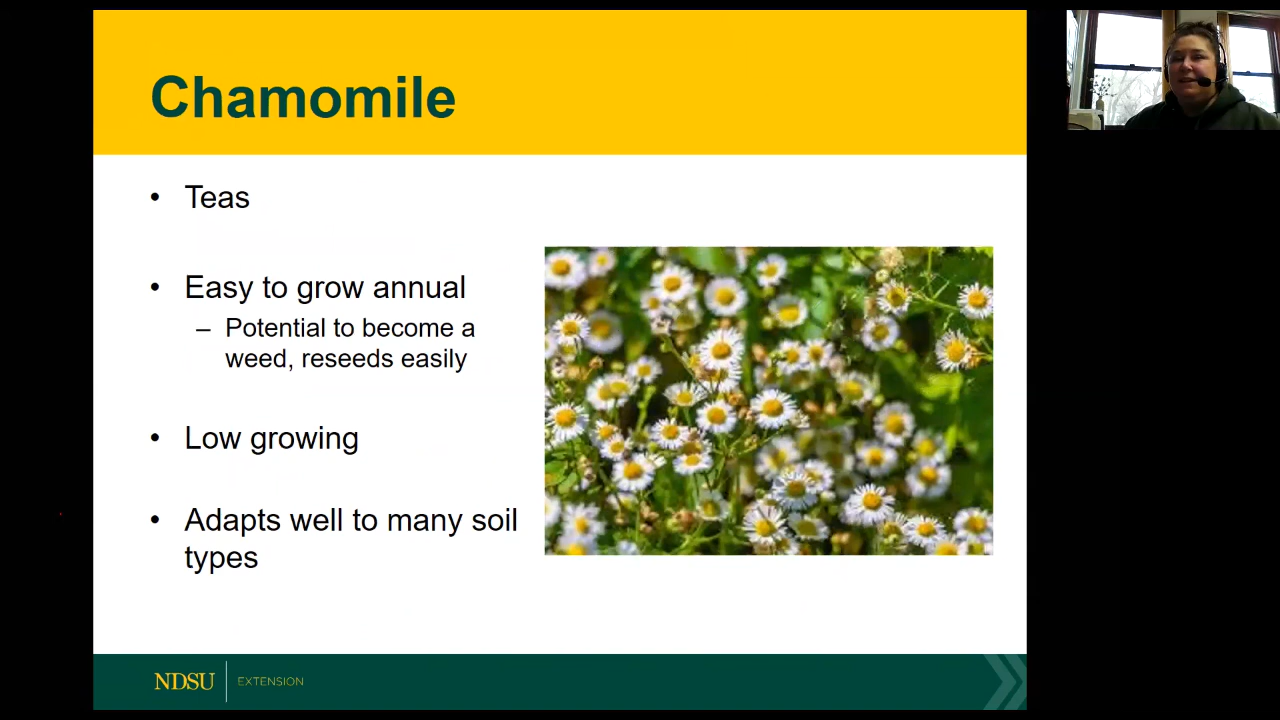 Chamomile
• Teas
• Easy to grow annual
– Potential to become a
weed, reseeds easily
• Low growing
• Adapts well to many soil
types
NDSU EXTENSION